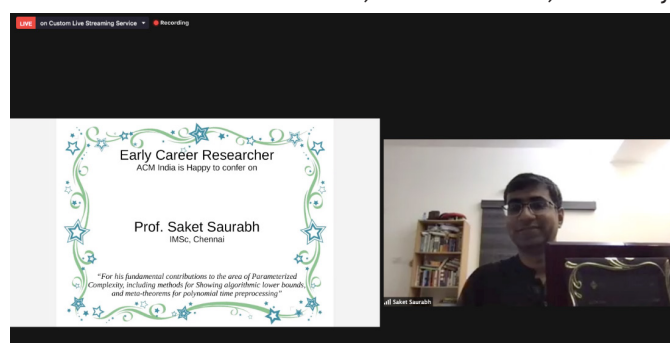 LIVE on Custom Live Streaming Service Recording
Early Career Researcher
ACM India is Happy to confer on
Prof. Saket Saurabh
IMSc, Chennai
"For his fundamental contributions to the area of Parameterized
Complexity, including methods for Showing algorithmic lower bounds,
and meta-theorems for polynomial time preprocessing"
Saket Saurabh